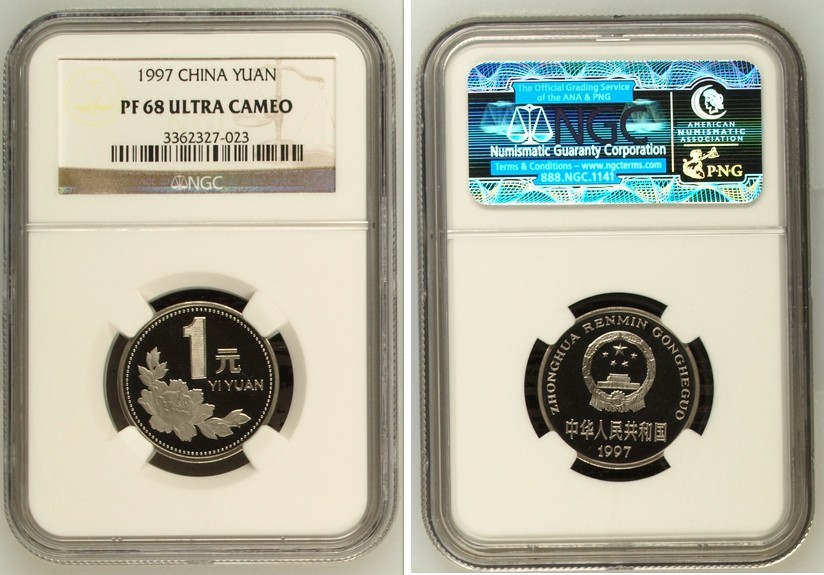 1997 CHINA YUAN
PF 68 ULTRA CAMEO
3362327-023
NGC
1元
YI YUAN
The Official Grading Service
of the ANA & PNG
NGC
Numismatic Guaranty Corporation
Terms & Conditions – www.ngcterms.com
888.NGC.1141
AMERICAN
NUMISMATIC
ASSOCIATION
PNG
ZHONGHUA RENMIN GONGHEGUO
中华人民共和国
1997